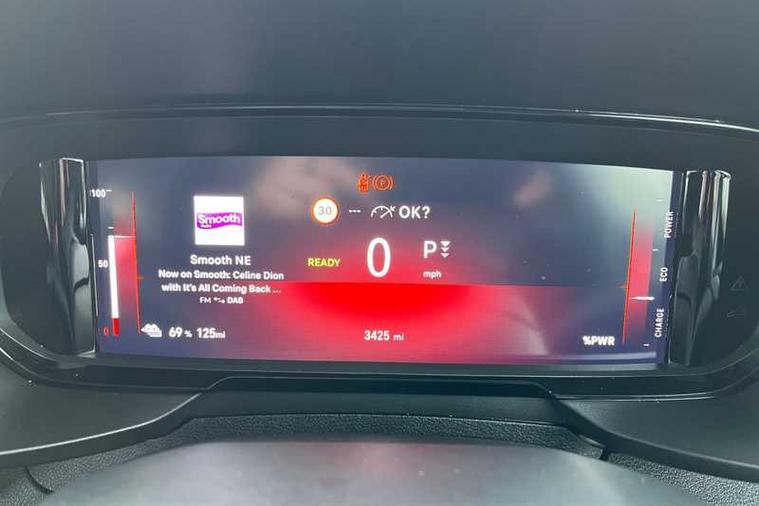 100
50
0
Smooth
Radio
Smooth NE
Now on Smooth: Celine Dion
with It's All Coming Back ...
FM DAB
69 % 125mi
30 --- OK?
READY 0 P
mph
3425 mi
%PWR
POWER
ECO
CHARGE